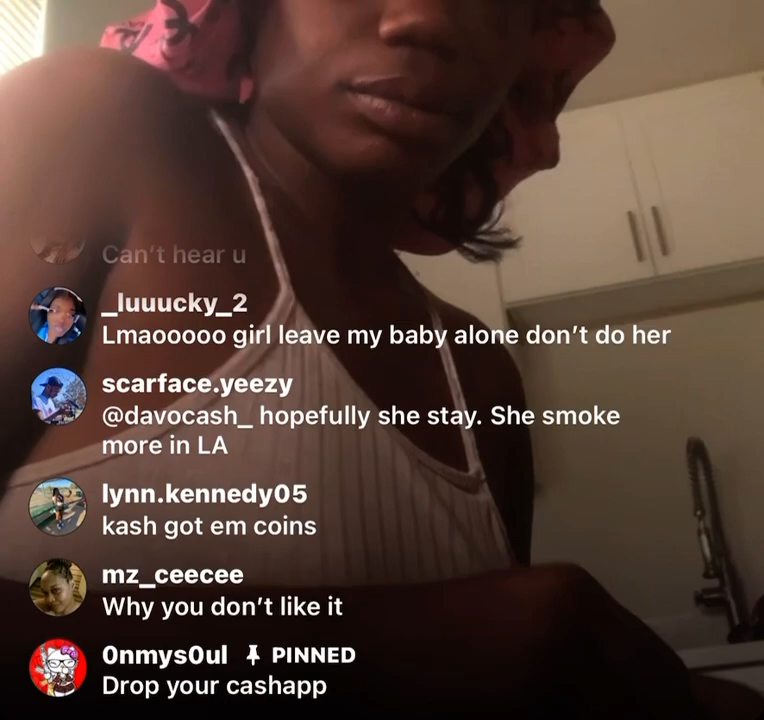 Can't hear u
_luuucky_2
Lmaooooo girl leave my baby alone don't do her
scarface.yeezy
@davocash_ hopefully she stay. She smoke
more in LA
lynn.kennedy05
kash got em coins
mz_ceecee
Why you don't like it
0nmys0ul PINNED
Drop your cashapp